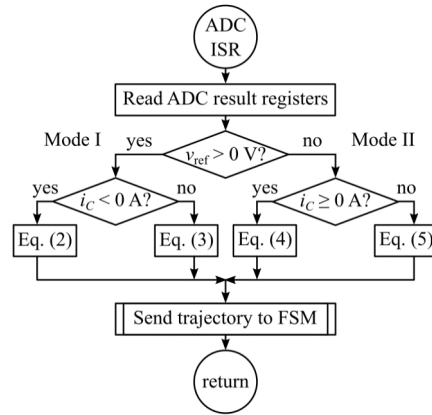 ADC
ISR
Read ADC result registers
Mode I
yes
v_ref > 0 V?
no
Mode II
yes
i_C < 0 A?
no
yes
i_C ≥ 0 A?
no
Eq. (2)
Eq. (3)
Eq. (4)
Eq. (5)
Send trajectory to FSM
return